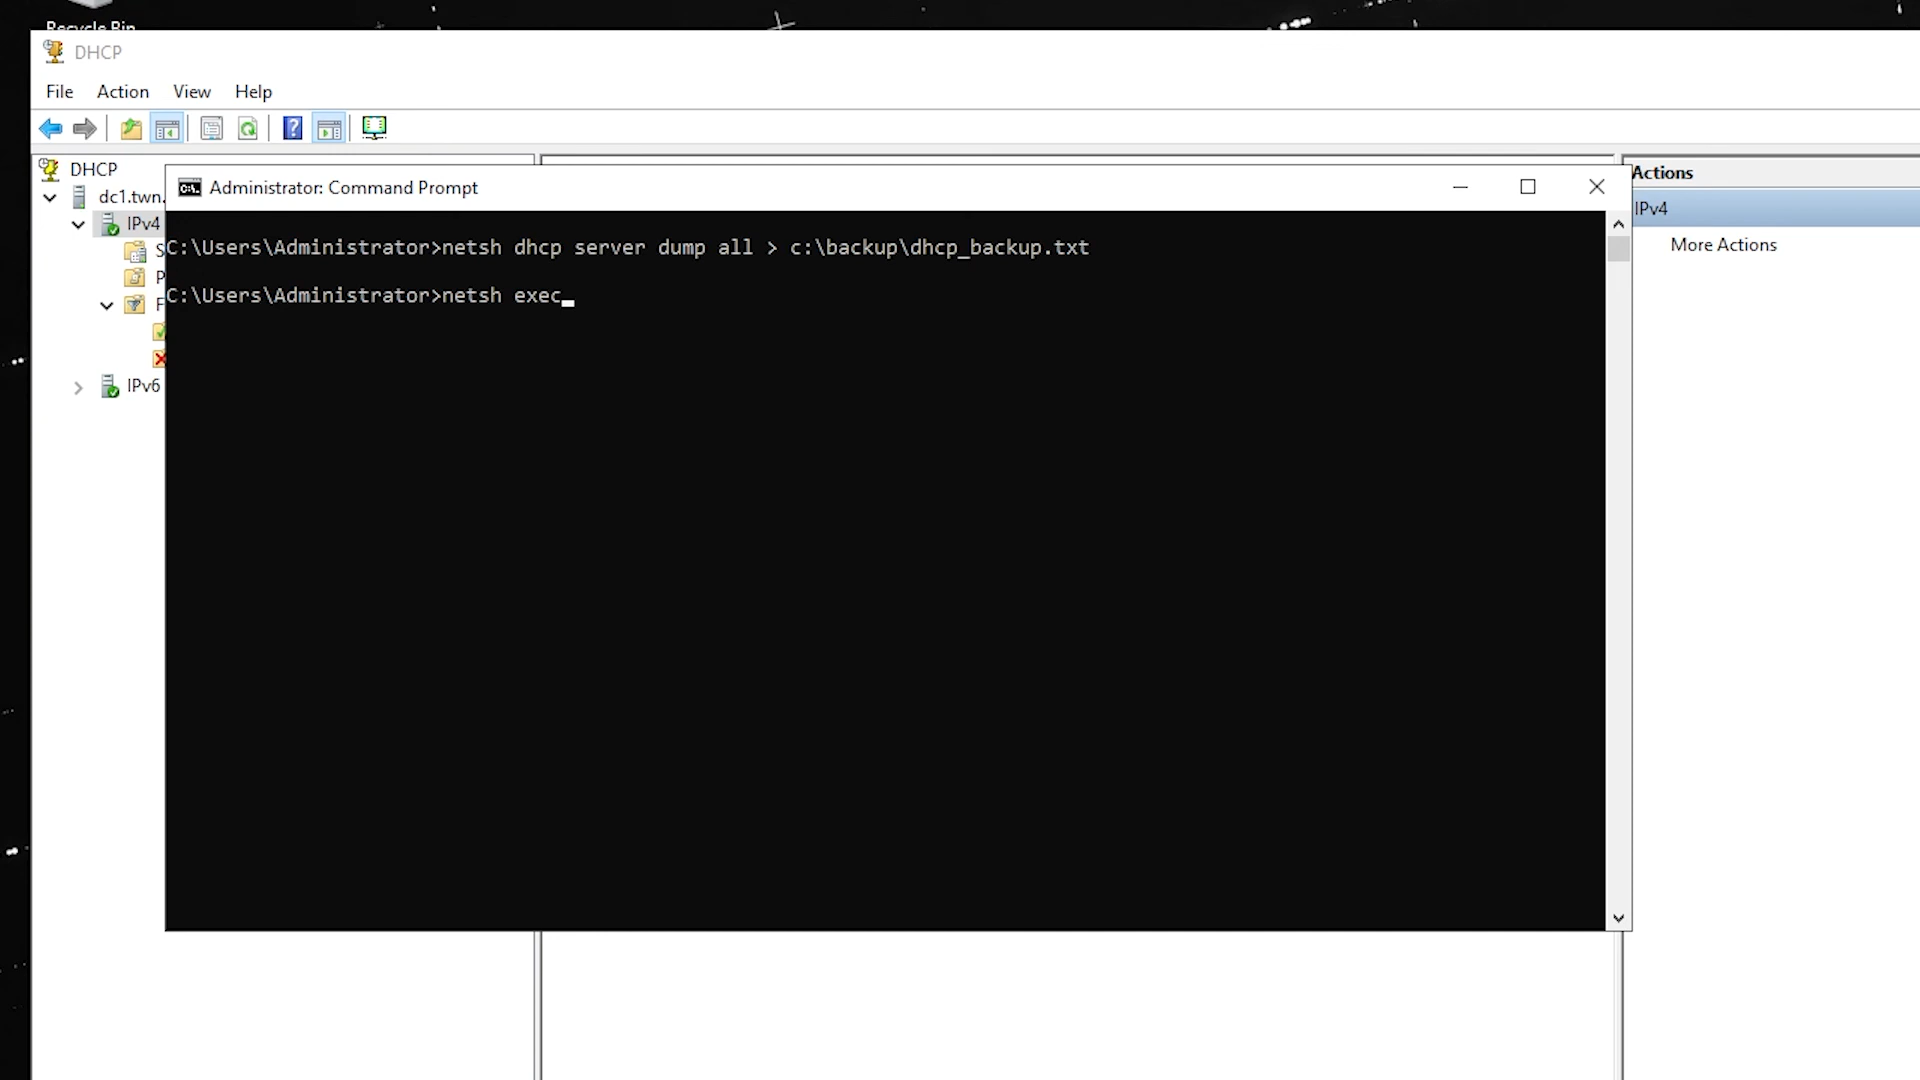 Recycle Bin
DHCP
File Action View Help
DHCP
dc1.twn.
IPv4
S
P
F
IPv6
Administrator: Command Prompt
C:\Users\Administrator>netsh dhcp server dump all > c:\backup\dhcp_backup.txt
C:\Users\Administrator>netsh exec
Actions
IPv4
More Actions